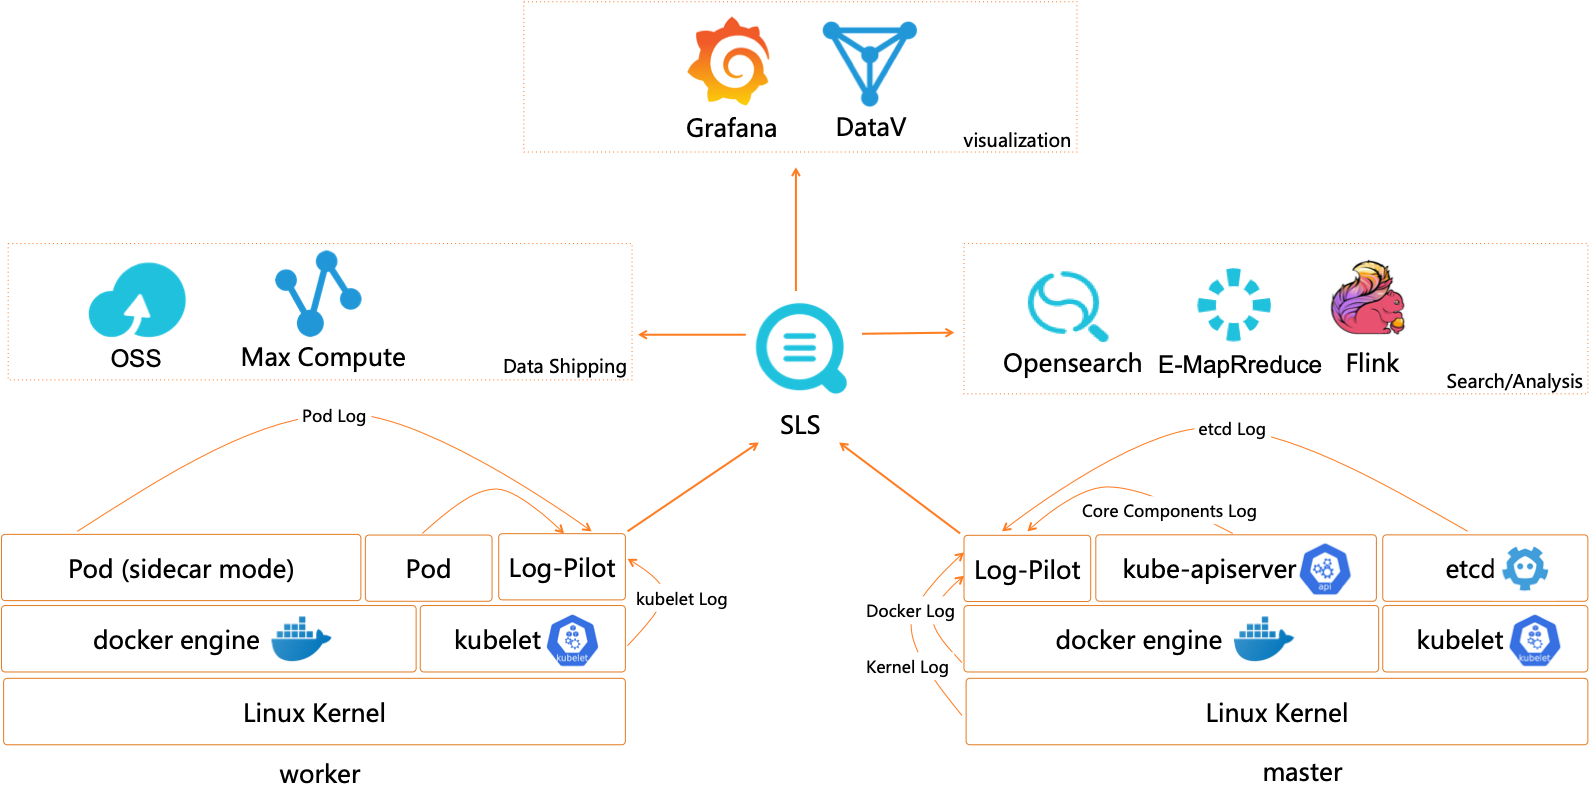 Grafana
DataV
visualization
OSS
Max Compute
Data Shipping
SLS
Opensearch
E-MapRreduce
Flink
Search/Analysis
Pod Log
etcd Log
Core Components Log
Pod (sidecar mode)
Pod
Log-Pilot
kubelet Log
docker engine
kubelet
kubelet
Linux Kernel
worker
Log-Pilot
kube-apiserver
api
etcd
Docker Log
Kernel Log
docker engine
kubelet
kubelet
Linux Kernel
master